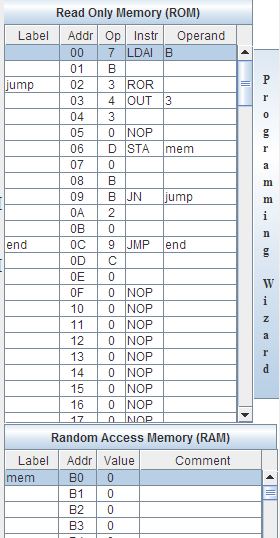 Read Only Memory (ROM)
Label Addr Op Instr Operand
00 7 LDAI B
01 B
jump 02 3 ROR
03 4 OUT 3
04 3
05 0 NOP
06 D STA mem
07 0
08 B
09 B JN jump
0A 2
0B 0
end 0C 9 JMP end
0D C
0E 0
0F 0 NOP
10 0 NOP
11 0 NOP
12 0 NOP
13 0 NOP
14 0 NOP
15 0 NOP
16 0 NOP
17 0 NOP
Programming Wizard
Random Access Memory (RAM)
Label Addr Value Comment
mem B0 0
B1 0
B2 0
B3 0